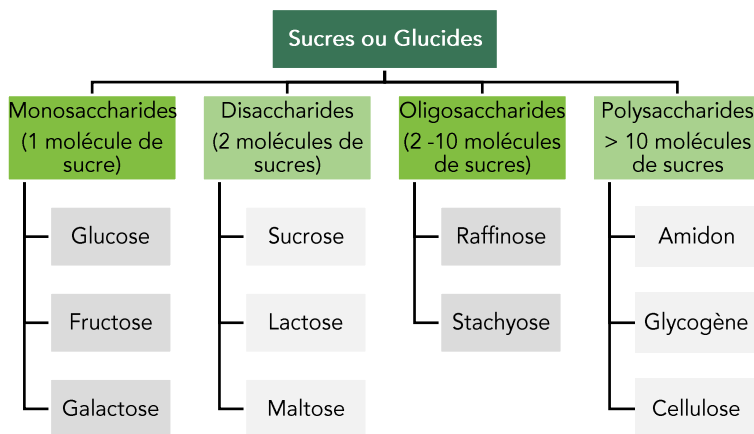 Sucres ou Glucides
Monosaccharides
(1 molécule de
sucre)
Glucose
Fructose
Galactose
Disaccharides
(2 molécules de
sucres)
Sucrose
Lactose
Maltose
Oligosaccharides
(2 -10 molécules
de sucres)
Raffinose
Stachyose
Polysaccharides
> 10 molécules
de sucres
Amidon
Glycogène
Cellulose